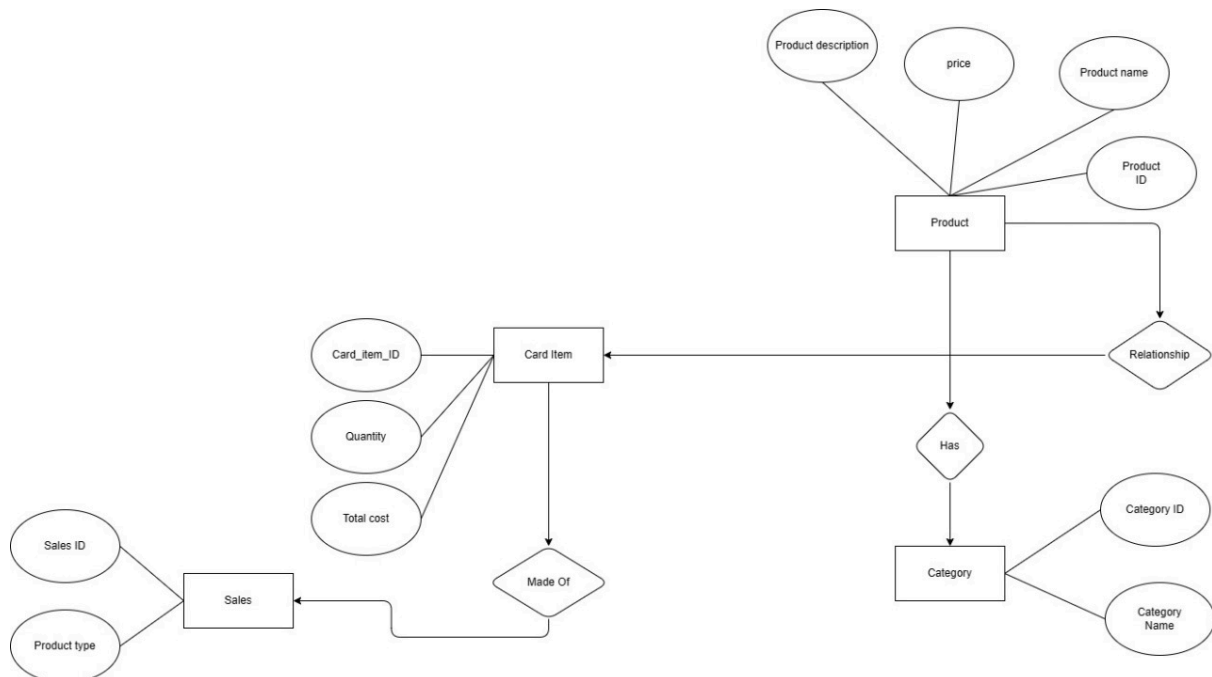 Product description
price
Product name
Product
ID
Product
Card_item_ID
Card Item
Relationship
Quantity
Has
Total cost
Category ID
Sales ID
Made Of
Category
Sales
Category
Name
Product type